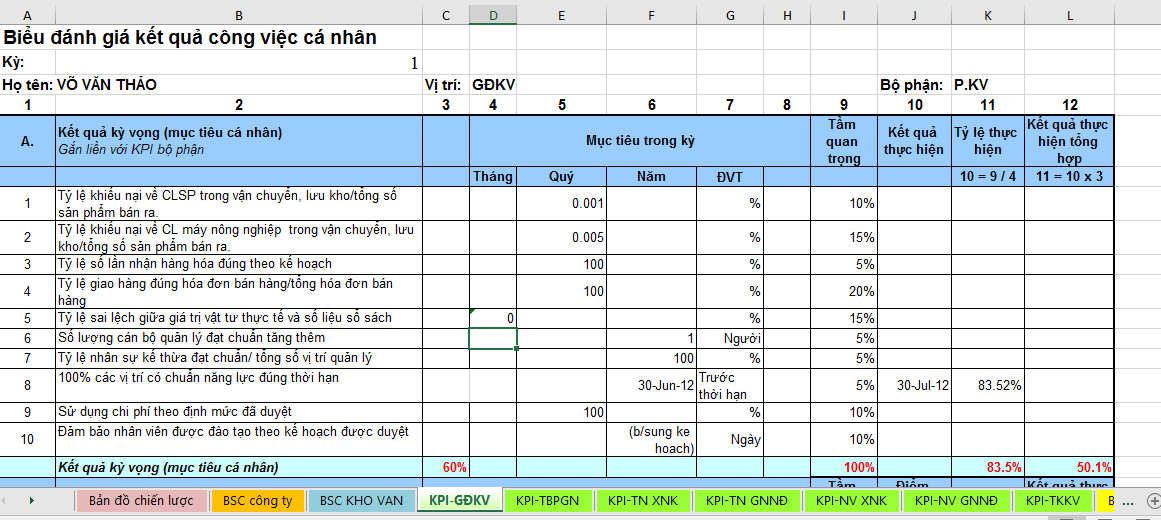 A B C D E F G H I J K L
Biểu đánh giá kết quả công việc cá nhân
Kỳ: 1
Họ tên: VÕ VĂN THẢO Vị trí: GĐKV Bộ phận: P.KV
1 2 3 4 5 6 7 8 9 10 11 12
A. Kết quả kỳ vọng (mục tiêu cá nhân)
Gắn liền với KPI bộ phận
Mục tiêu trong kỳ
Tầm
quan
trọng
Kết quả
thực hiện
Tỷ lệ thực
hiện
Kết quả thực
hiện tổng
hợp
Tháng Quý Năm ĐVT 10 = 9 / 4 11 = 10 x 3
1 Tỷ lệ khiếu nại về CLSP trong vận chuyển, lưu kho/tổng số
sản phẩm bán ra. 0.001 % 10%
2 Tỷ lệ khiếu nại về CL máy nông nghiệp trong vận chuyển, lưu
kho/tổng số sản phẩm bán ra. 0.005 % 15%
3 Tỷ lệ số lần nhận hàng hóa đúng theo kế hoạch 100 % 5%
4 Tỷ lệ giao hàng đúng hóa đơn bán hàng/tổng hóa đơn bán
hàng 100 % 20%
5 Tỷ lệ sai lệch giữa giá trị vật tư thực tế và số liệu sổ sách 0 % 15%
6 Số lượng cán bộ quản lý đạt chuẩn tăng thêm 1 Người 5%
7 Tỷ lệ nhân sự kế thừa đạt chuẩn/ tổng số vị trí quản lý 100 % 5%
8 100% các vị trí có chuẩn năng lực đúng thời hạn 30-Jun-12 Trước
thời hạn 5% 30-Jul-12 83.52%
9 Sử dụng chi phí theo định mức đã duyệt 100 % 10%
10 Đảm bảo nhân viên được đào tạo theo kế hoạch được duyệt (b/sung ke
hoach) Ngày 10%
Kết quả kỳ vọng (mục tiêu cá nhân) 60% 100% 83.5% 50.1%
Tầm Điểm Kết quả thực
Bản đồ chiến lược BSC công ty BSC KHO VAN KPI-GĐKV KPI-TBPGN KPI-TN XNK KPI-TN GNNĐ KPI-NV XNK KPI-NV GNNĐ KPI-TKKV B ...